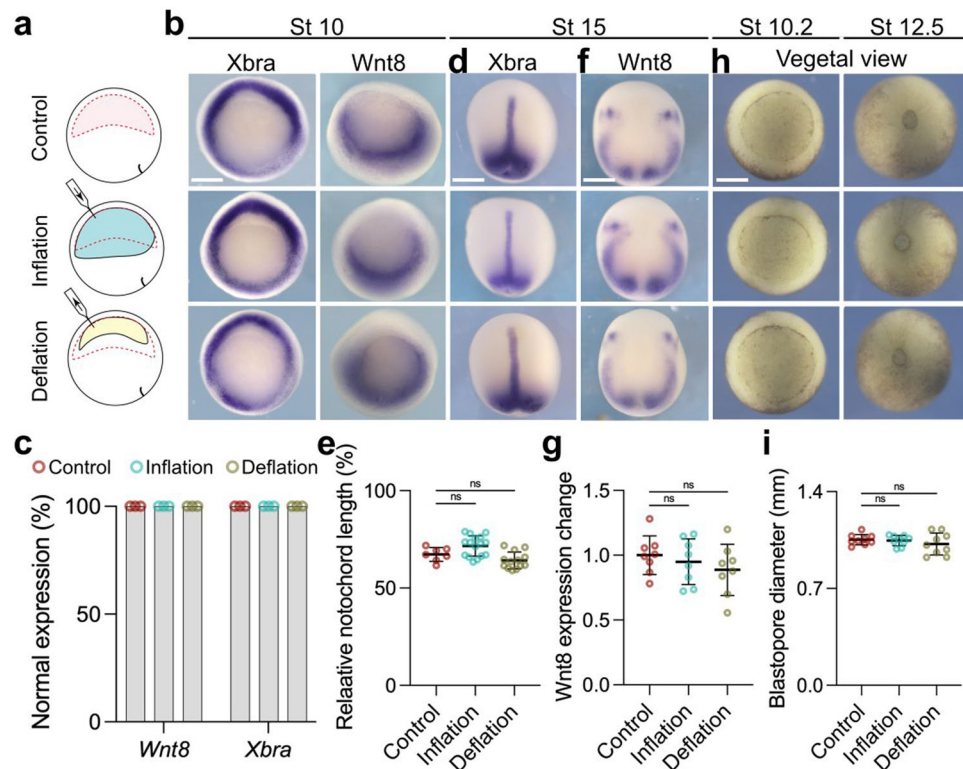 a
b
St 10
St 15
St 10.2
St 12.5
Xbra
Wnt8
d
Xbra
f
Wnt8
h
Vegetal view
Control
Inflation
Deflation
c
Control
Inflation
Deflation
Normal expression (%)
100
50
0
Wnt8
Xbra
e
Relaative notochord length (%)
100
50
0
ns
ns
Control
Inflation
Deflation
g
Wnt8 expression change
1.5
1.0
0.5
0.0
ns
ns
Control
Inflation
Deflation
i
Blastopore diameter (mm)
1.4
0.7
0.0
ns
ns
Control
Inflation
Deflation